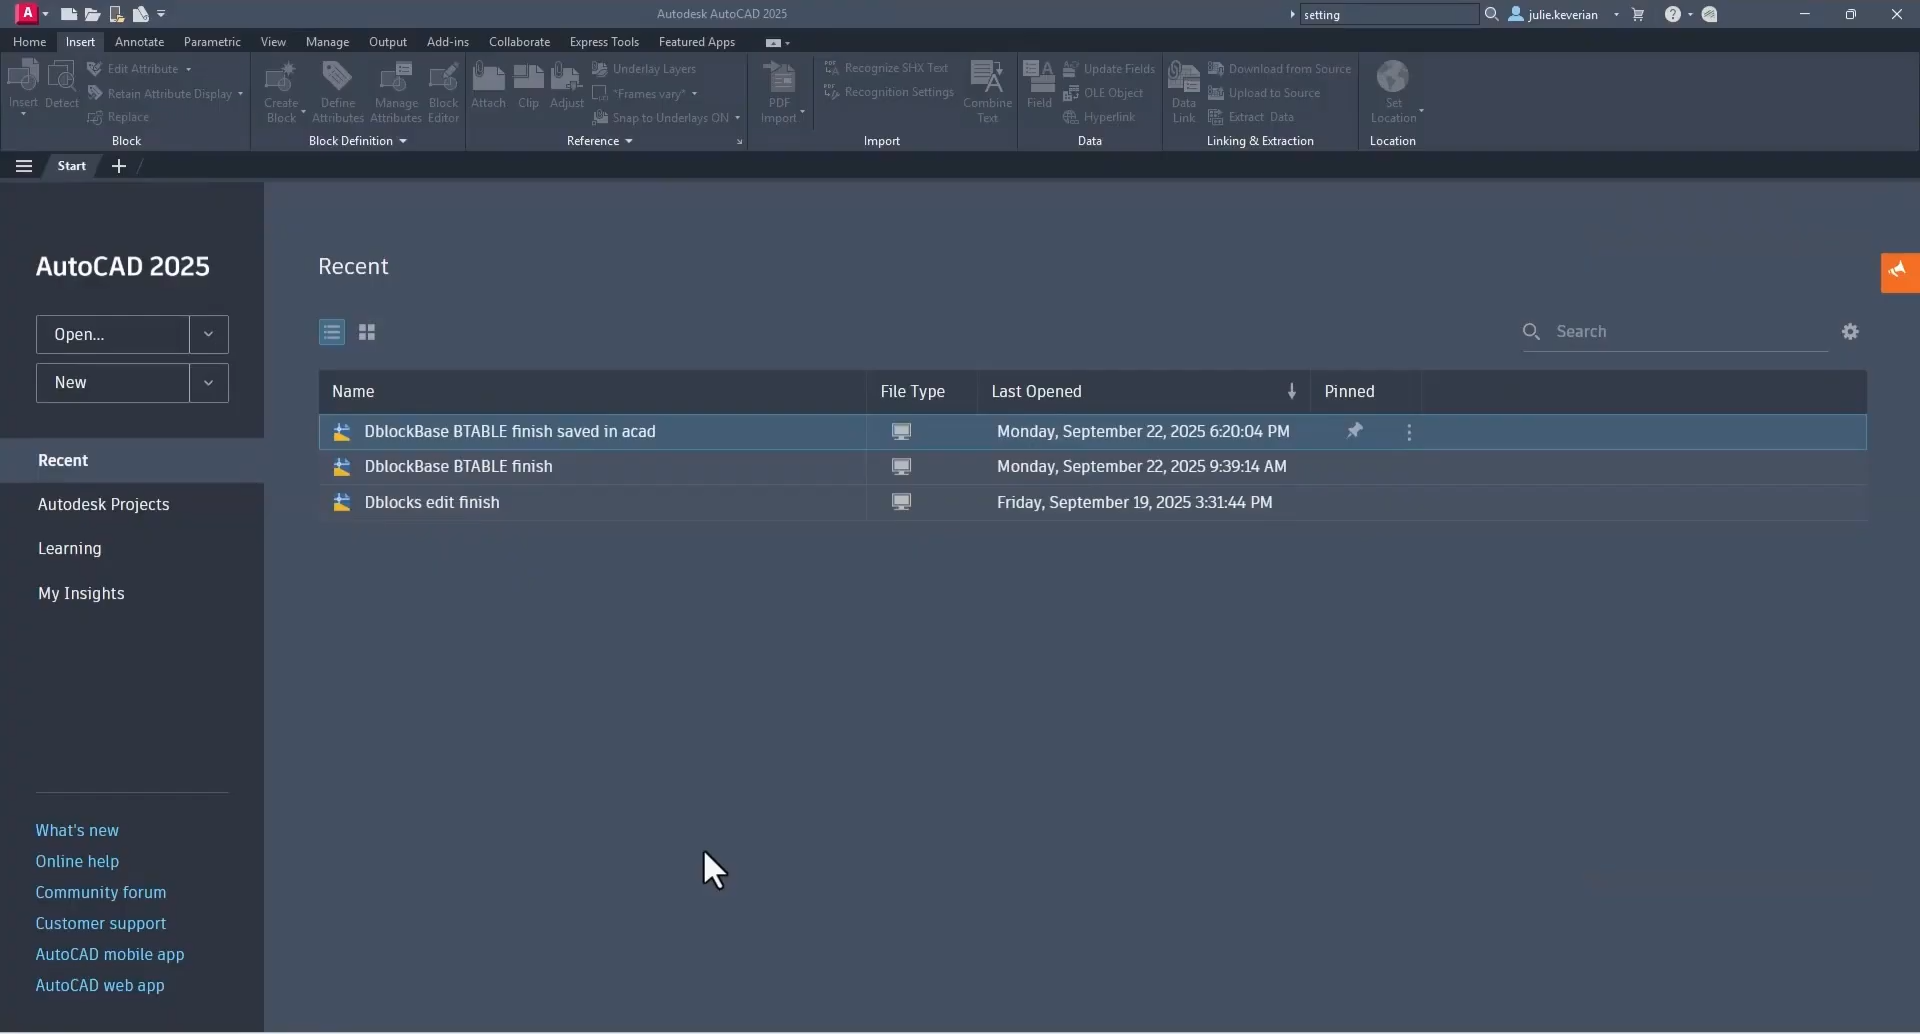 A
Autodesk AutoCAD 2025
setting
julie.keverian
Home Insert Annotate Parametric View Manage Output Add-ins Collaborate Express Tools Featured Apps
Insert
Detect
Edit Attribute
Retain Attribute Display
Replace
Block
Create Block
Define Attributes
Manage Attributes
Block Editor
Block Definition
Attach
Clip
Adjust
Underlay Layers
*Frames vary*
Snap to Underlays ON
Reference
PDF Import
Recognize SHX Text
Recognition Settings
Combine Text
Import
Field
Update Fields
OLE Object
Hyperlink
Data
Data Link
Download from Source
Upload to Source
Extract Data
Linking & Extraction
Set Location
Location
Start
AutoCAD 2025
Open...
New
Recent
Autodesk Projects
Learning
My Insights
What's new
Online help
Community forum
Customer support
AutoCAD mobile app
AutoCAD web app
Recent
Search
Name File Type Last Opened Pinned
DblockBase BTABLE finish saved in acad Monday, September 22, 2025 6:20:04 PM
DblockBase BTABLE finish Monday, September 22, 2025 9:39:14 AM
Dblocks edit finish Friday, September 19, 2025 3:31:44 PM